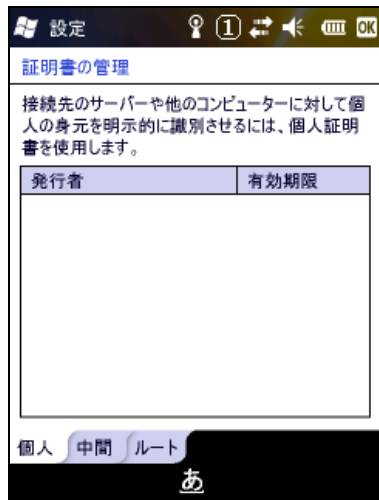 設定 1 OK
証明書の管理
接続先のサーバーや他のコンピューターに対して個
人の身元を明示的に識別させるには、個人証明
書を使用します。
発行者 有効期限
個人 中間 ルート
あ